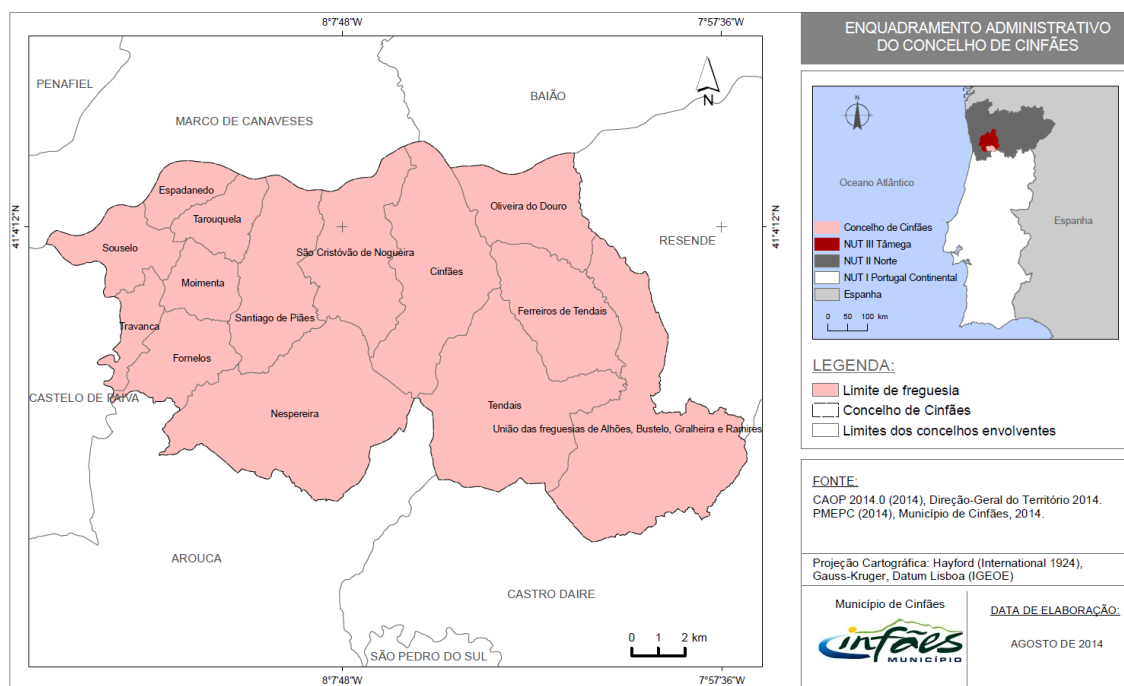 8°7'48"W
7°57'36"W
PENAFIEL
BAIÃO
N
MARCO DE CANAVESES
Espadanedo
Tarouquela
Oliveira do Douro
41°4'12"N
41°4'12"N
Souselo
São Cristóvão de Nogueira
RESENDE
Cinfães
Moimenta
Ferreiros de Tendais
Travanca
Santiago de Piães
Fornelos
CASTELO DE PAIVA
Nespereira
Tendais
União das freguesias de Alhões, Bustelo, Gralheira e Ramires
AROUCA
CASTRO DAIRE
SÃO PEDRO DO SUL
0 1 2 km
8°7'48"W
7°57'36"W
ENQUADRAMENTO ADMINISTRATIVO
DO CONCELHO DE CINFÃES
N
Oceano Atlântico
Espanha
Concelho de Cinfães
NUT III Tâmega
NUT II Norte
NUT I Portugal Continental
Espanha
0 50 100 km
LEGENDA:
Limite de freguesia
Concelho de Cinfães
Limites dos concelhos envolventes
FONTE:
CAOP 2014.0 (2014), Direção-Geral do Território 2014.
PMEPC (2014), Município de Cinfães, 2014.
Projeção Cartográfica: Hayford (International 1924),
Gauss-Kruger, Datum Lisboa (IGEOE)
Município de Cinfães
cinfães
MUNICÍPIO
DATA DE ELABORAÇÃO:
AGOSTO DE 2014